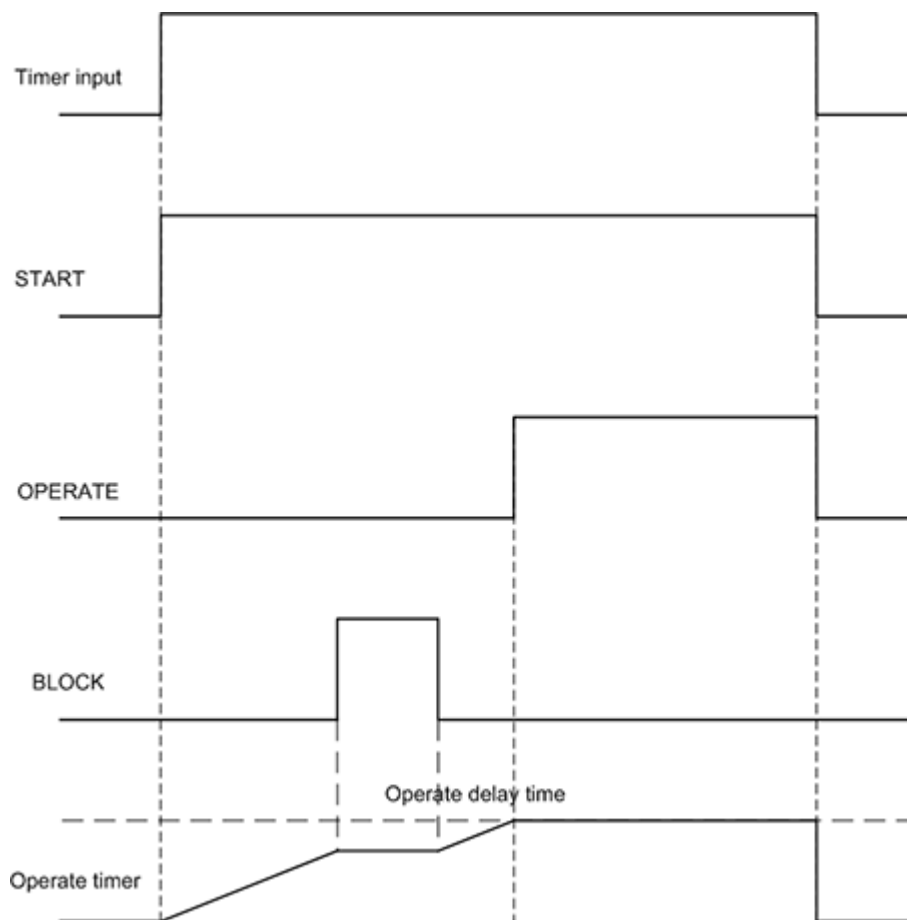 Timer input
START
OPERATE
BLOCK
Operate delay time
Operate timer